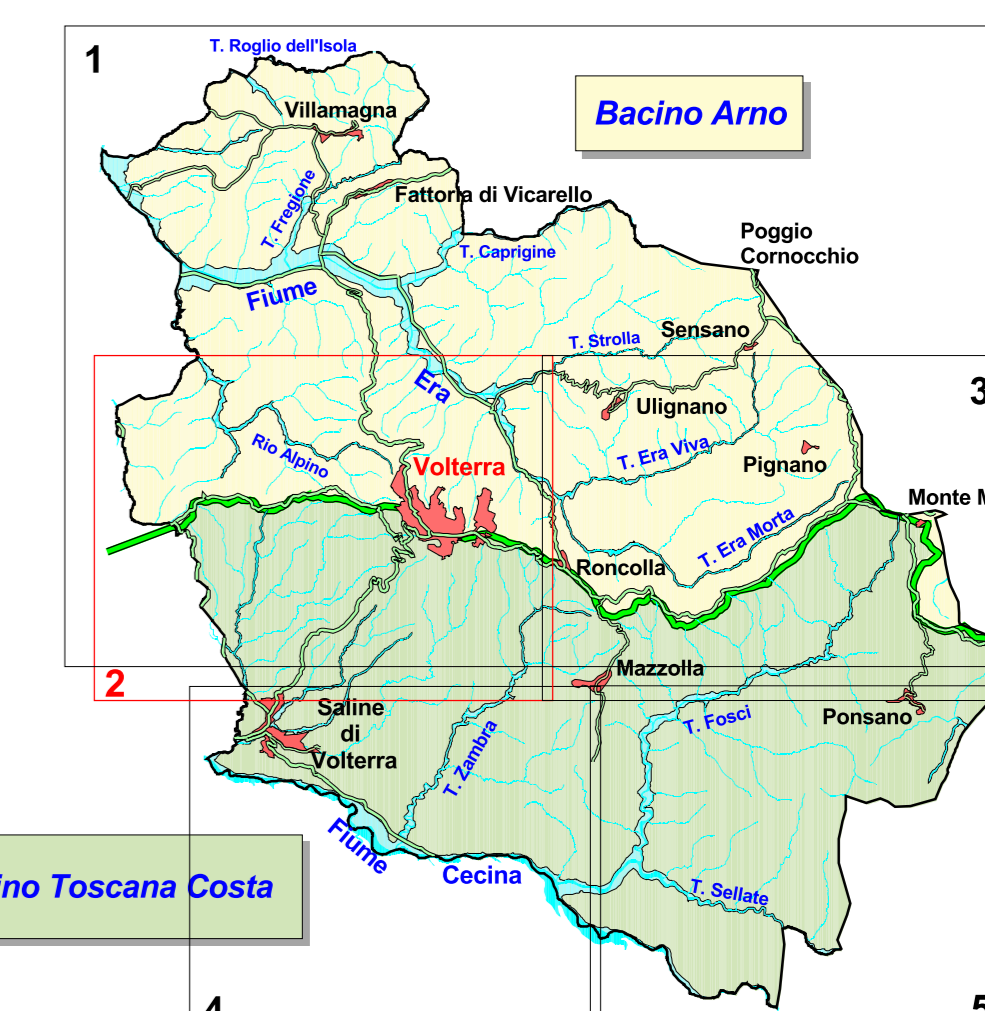 1
T. Roglio dell'Isola
Villamagna
Bacino Arno
Fattoria di Vicarello
T. Fregione
T. Caprigine
Poggio
Cornocchio
Fiume
Era
T. Strolla
Sensano
3
Ulignano
Rio Alpino
Volterra
T. Era Viva
Pignano
Monte M
T. Era Morta
Roncolla
2
Mazzolla
Saline
di
Volterra
T. Zambra
T. Fosci
Ponsano
Fiume
Cecina
ino Toscana Costa
T. Sellate
4
5